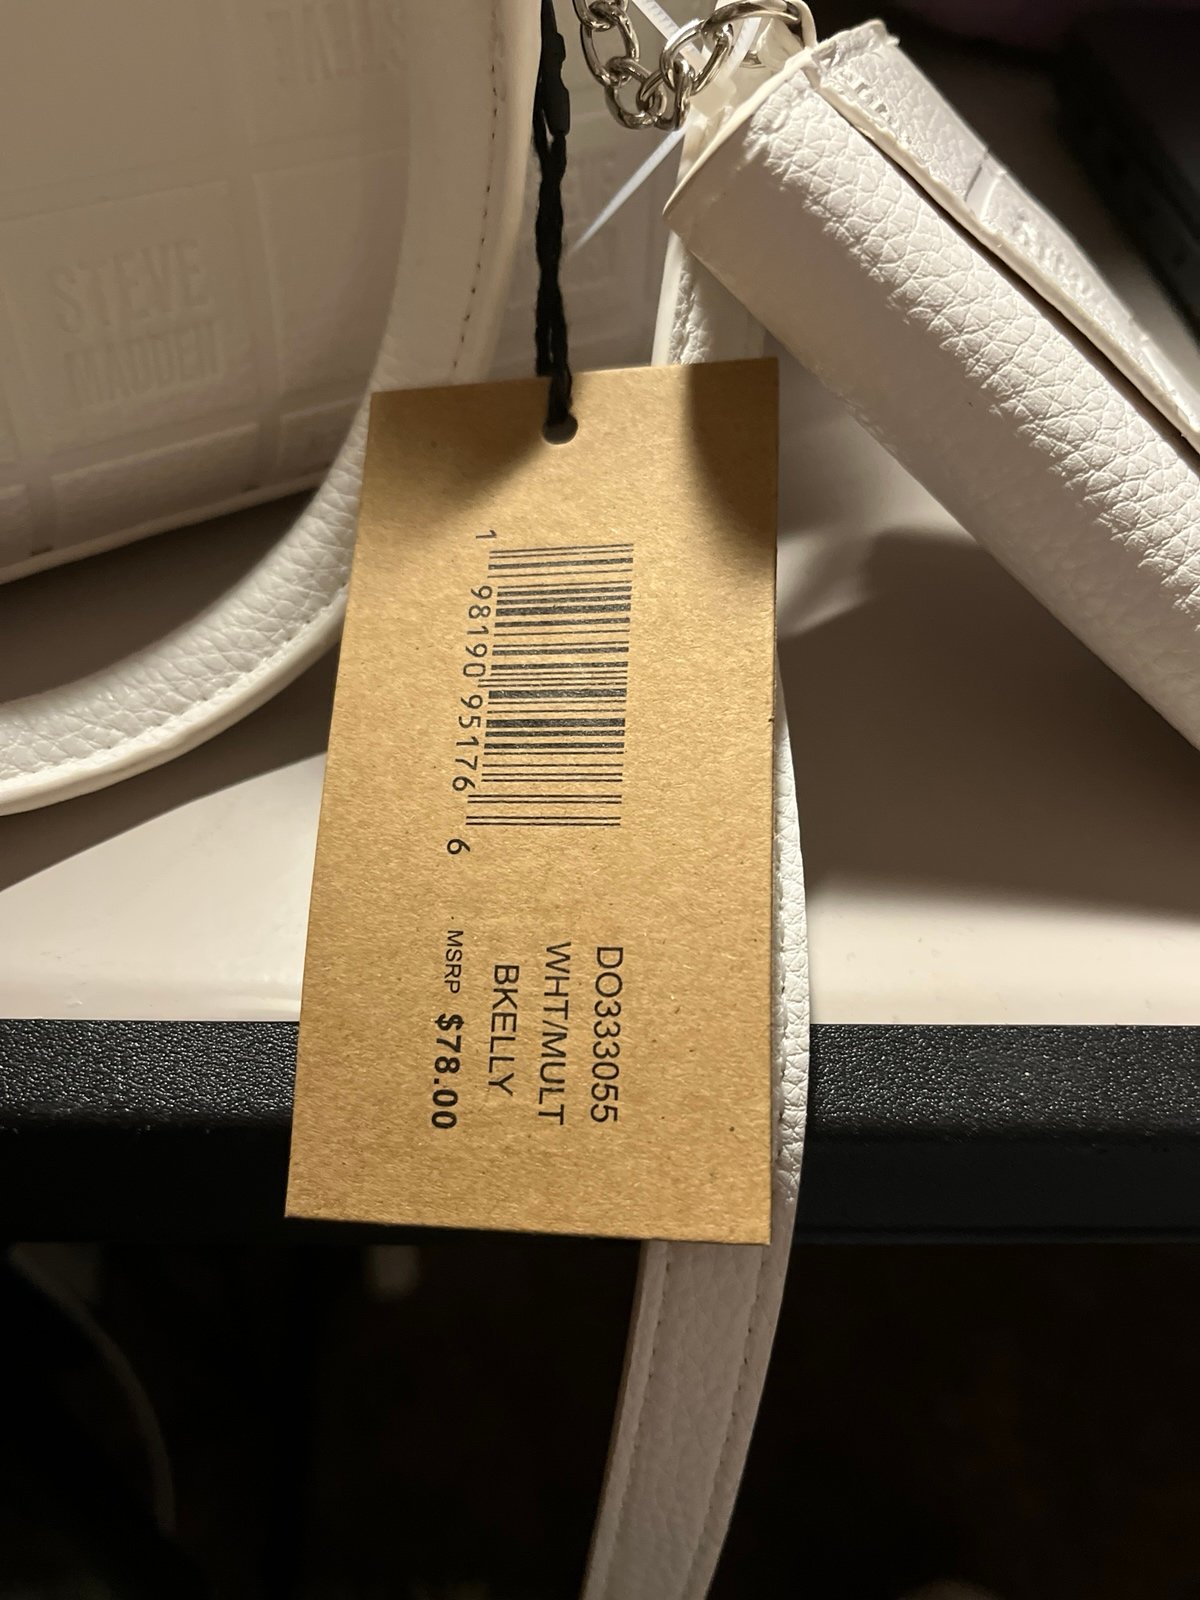 STEVE
MADDEN
1 98190 95176 6
DO333055
WHT/MULT
BKELLY
MSRP $78.00